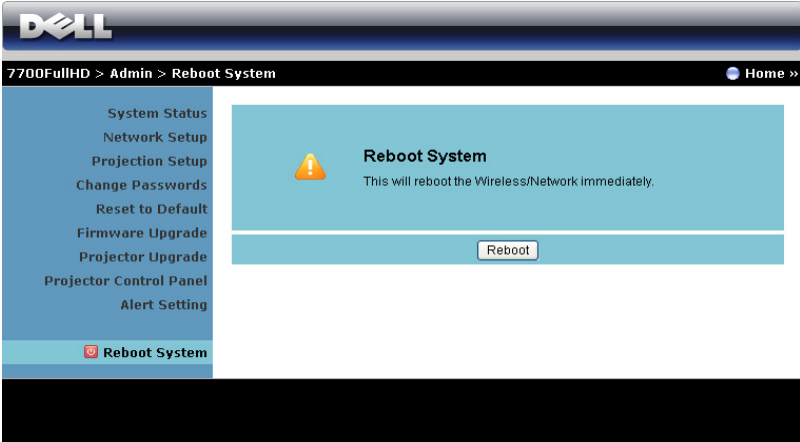 DELL
7700FullHD > Admin > Reboot System
Home »
System Status
Network Setup
Projection Setup
Change Passwords
Reset to Default
Firmware Upgrade
Projector Upgrade
Projector Control Panel
Alert Setting
Reboot System
Reboot System
This will reboot the Wireless/Network immediately.
Reboot